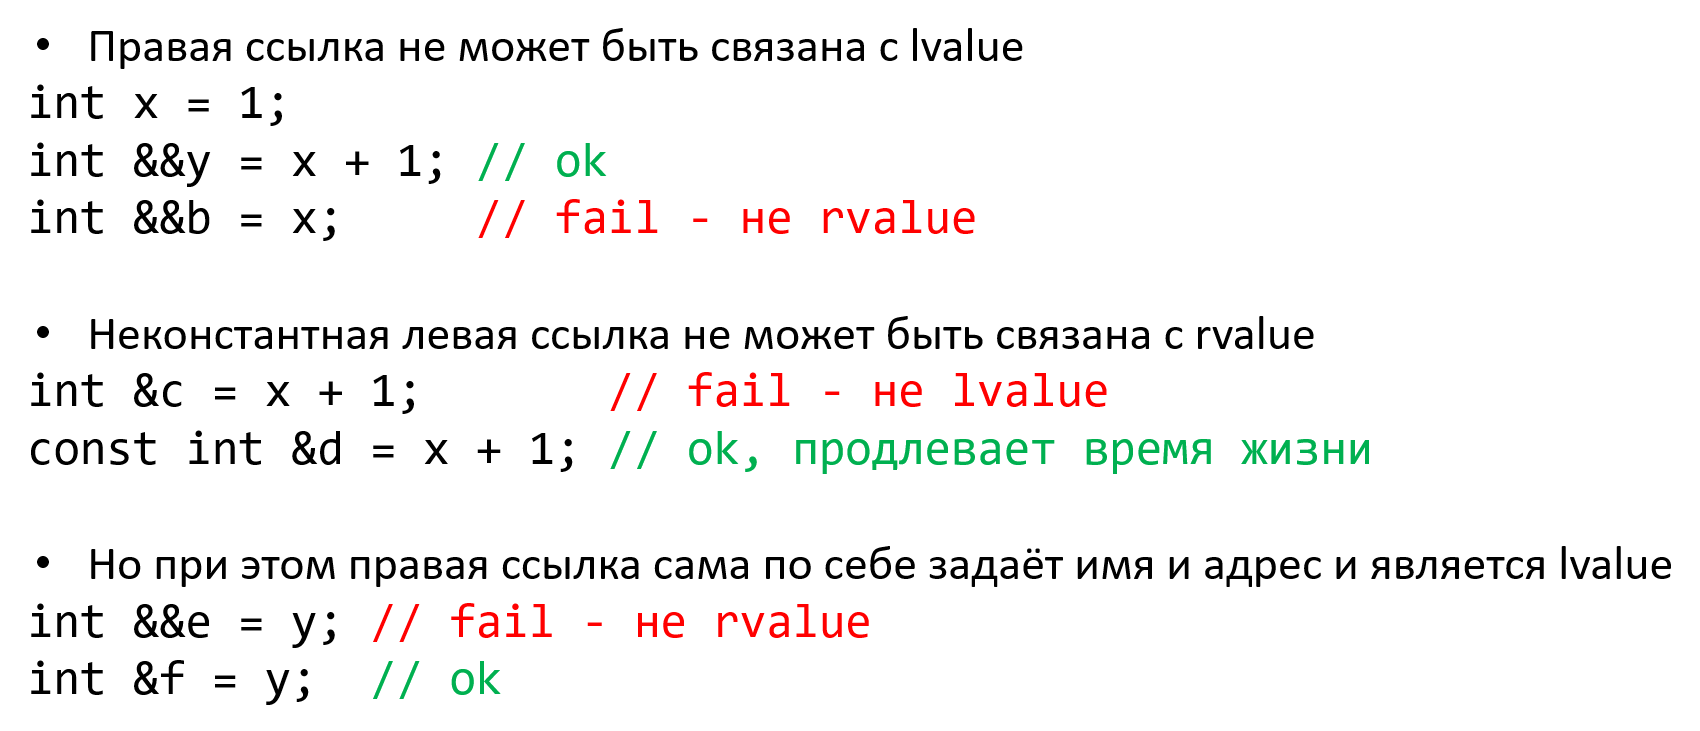 • Правая ссылка не может быть связана с lvalue
int x = 1;
int &&y = x + 1; // ok
int &&b = x;     // fail - не rvalue
• Неконстантная левая ссылка не может быть связана с rvalue
int &c = x + 1;       // fail - не lvalue
const int &d = x + 1; // ok, продлевает время жизни
• Но при этом правая ссылка сама по себе задаёт имя и адрес и является lvalue
int &&e = y; // fail - не rvalue
int &f = y;  // ok